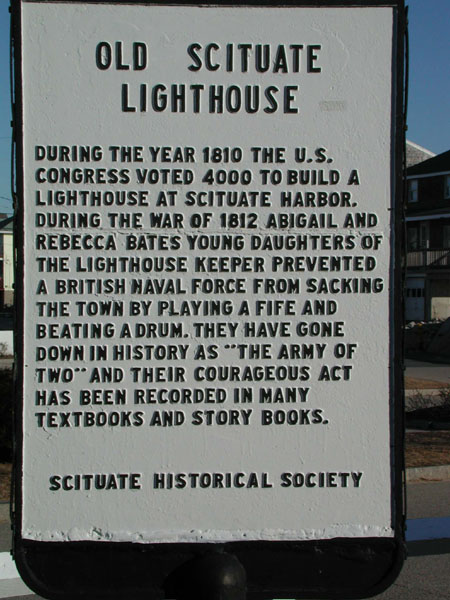 OLD SCITUATE
LIGHTHOUSE
DURING THE YEAR 1810 THE U.S.
CONGRESS VOTED 4000 TO BUILD A
LIGHTHOUSE AT SCITUATE HARBOR.
DURING THE WAR OF 1812 ABIGAIL AND
REBECCA BATES YOUNG DAUGHTERS OF
THE LIGHTHOUSE KEEPER PREVENTED
A BRITISH NAVAL FORCE FROM SACKING
THE TOWN BY PLAYING A FIFE AND
BEATING A DRUM. THEY HAVE GONE
DOWN IN HISTORY AS "THE ARMY OF
TWO" AND THEIR COURAGEOUS ACT
HAS BEEN RECORDED IN MANY
TEXTBOOKS AND STORY BOOKS.
SCITUATE HISTORICAL SOCIETY